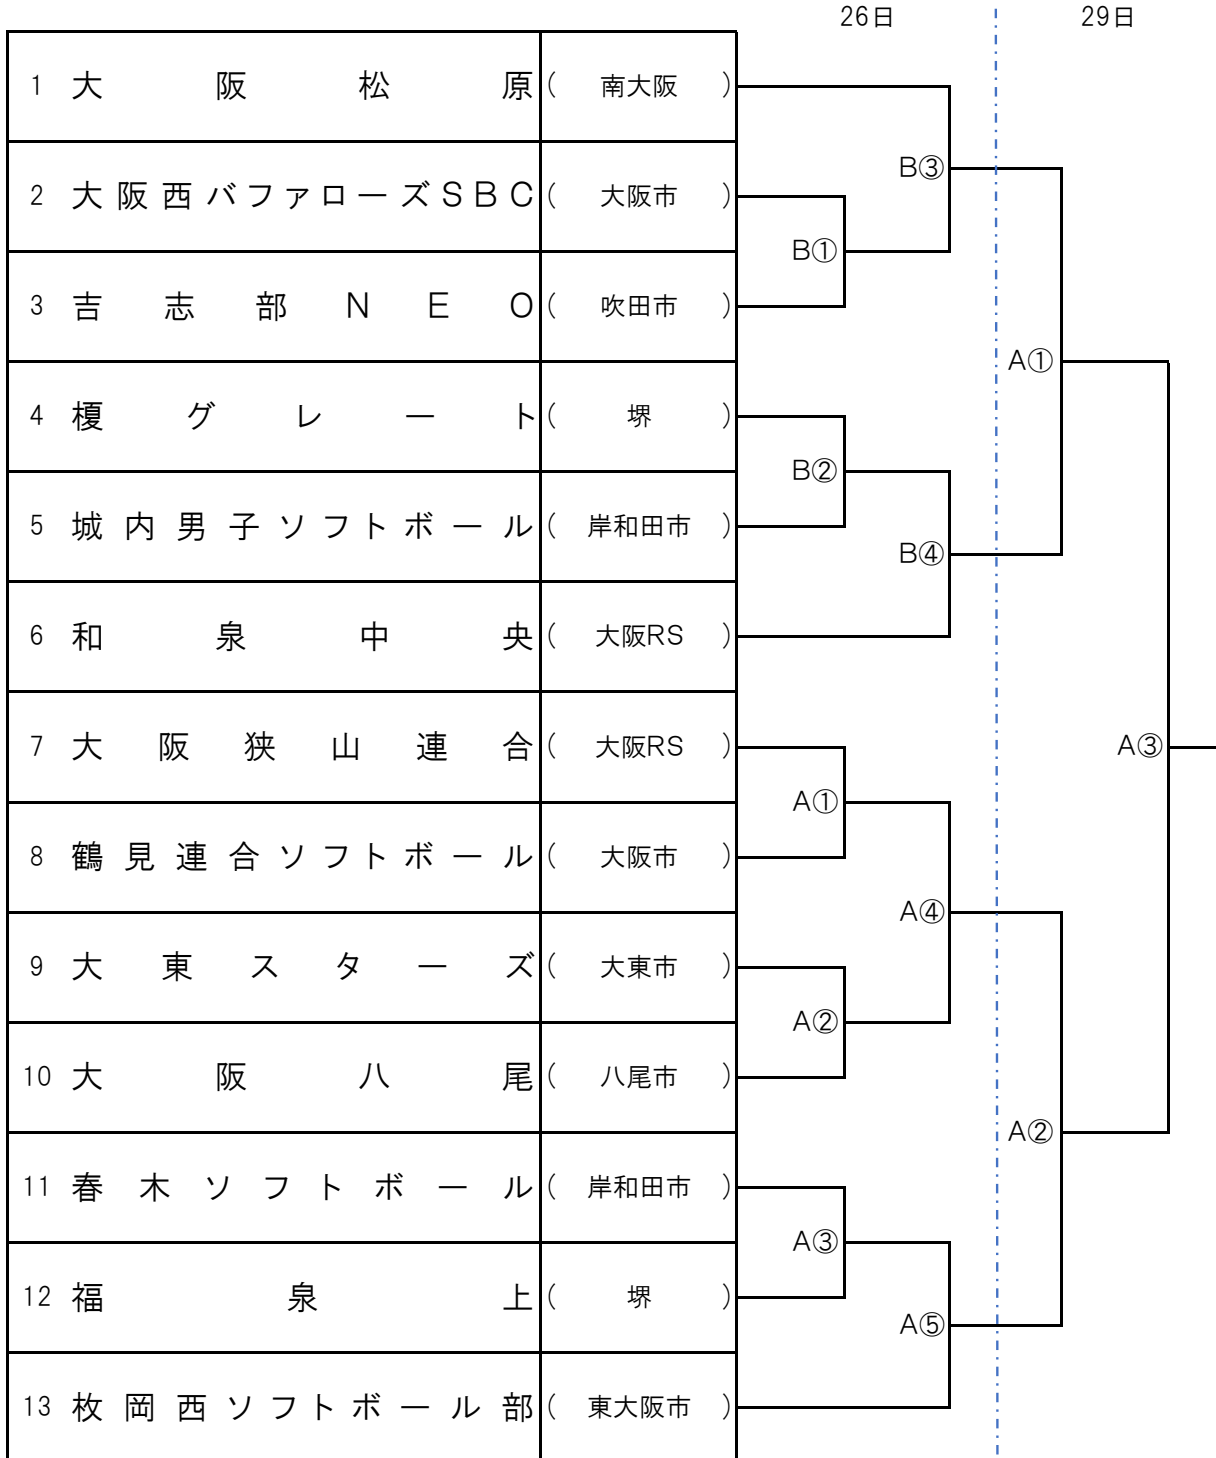 26日 29日
1 大阪松原 ( 南大阪 )
B③
2 大阪西バファローズSBC ( 大阪市 )
B①
3 吉志部NEO ( 吹田市 )
A①
4 榎グレート ( 堺 )
B②
5 城内男子ソフトボール ( 岸和田市 )
B④
6 和泉中央 ( 大阪RS )
7 大阪狭山連合 ( 大阪RS )
A③
A①
8 鶴見連合ソフトボール ( 大阪市 )
A④
9 大東スターズ ( 大東市 )
A②
10 大阪八尾 ( 八尾市 )
A②
11 春木ソフトボール ( 岸和田市 )
A③
12 福泉上 ( 堺 )
A⑤
13 枚岡西ソフトボール部 ( 東大阪市 )